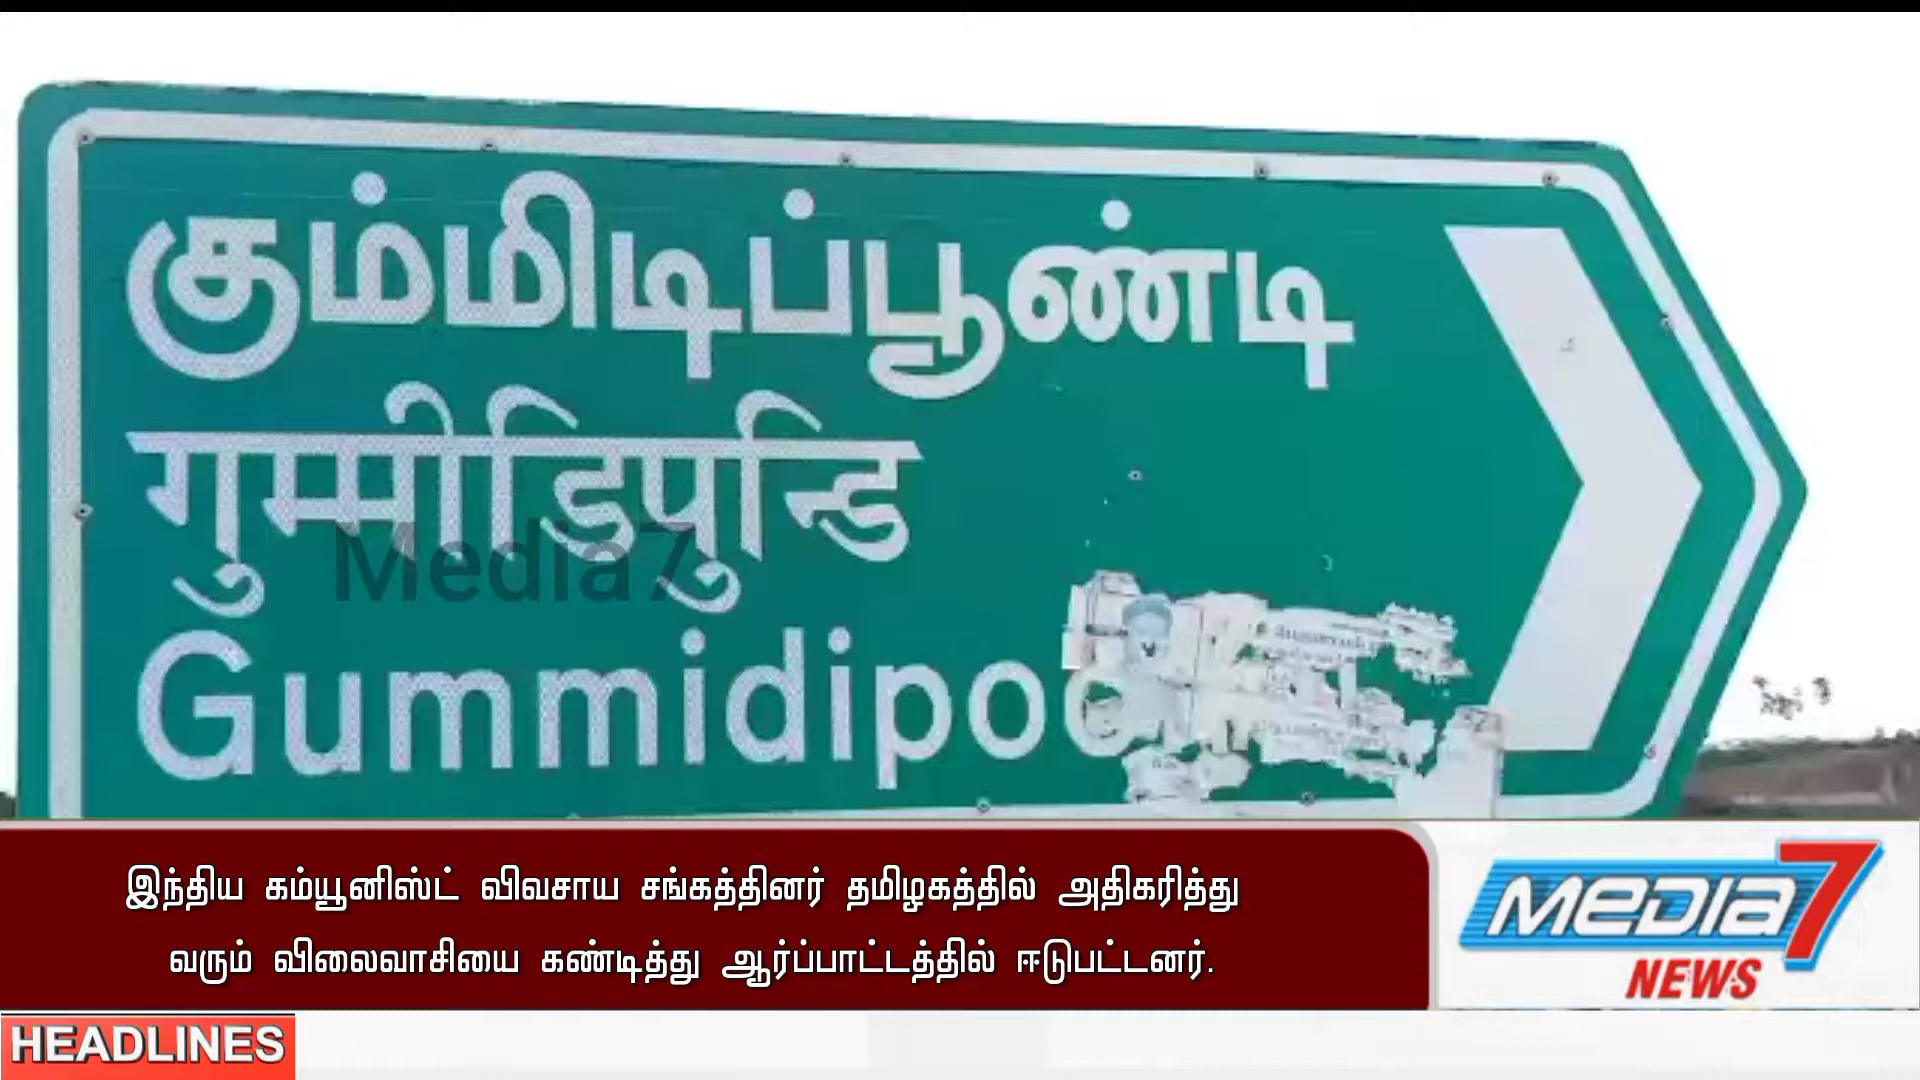 கும்மிடிப்பூண்டி
गुम्मीडिपुन्डि
Media7
இந்திய கம்யூனிஸ்ட் விவசாய சங்கத்தினர் தமிழகத்தில் அதிகரித்து
வரும் விலைவாசியை கண்டித்து ஆர்ப்பாட்டத்தில் ஈடுபட்டனர்.
MEDIA7
NEWS
HEADLINES